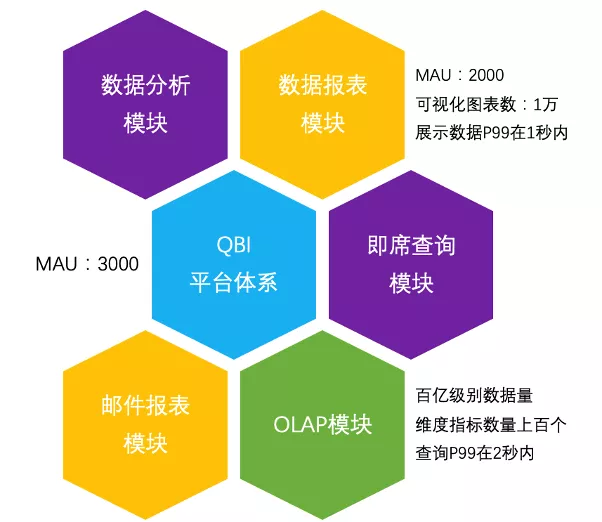 数据分析
模块
数据报表
模块
MAU：2000
可视化图表数：1万
展示数据P99在1秒内
MAU：3000
QBI
平台体系
即席查询
模块
邮件报表
模块
OLAP模块
百亿级别数据量
维度指标数量上百个
查询P99在2秒内